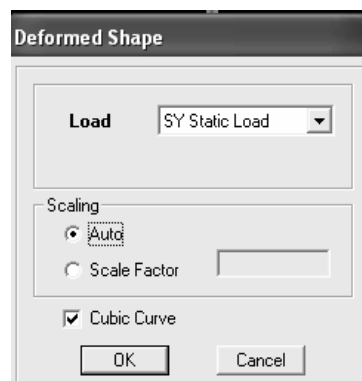 Deformed Shape
Load SY Static Load
Scaling
Auto
Scale Factor
Cubic Curve
OK Cancel